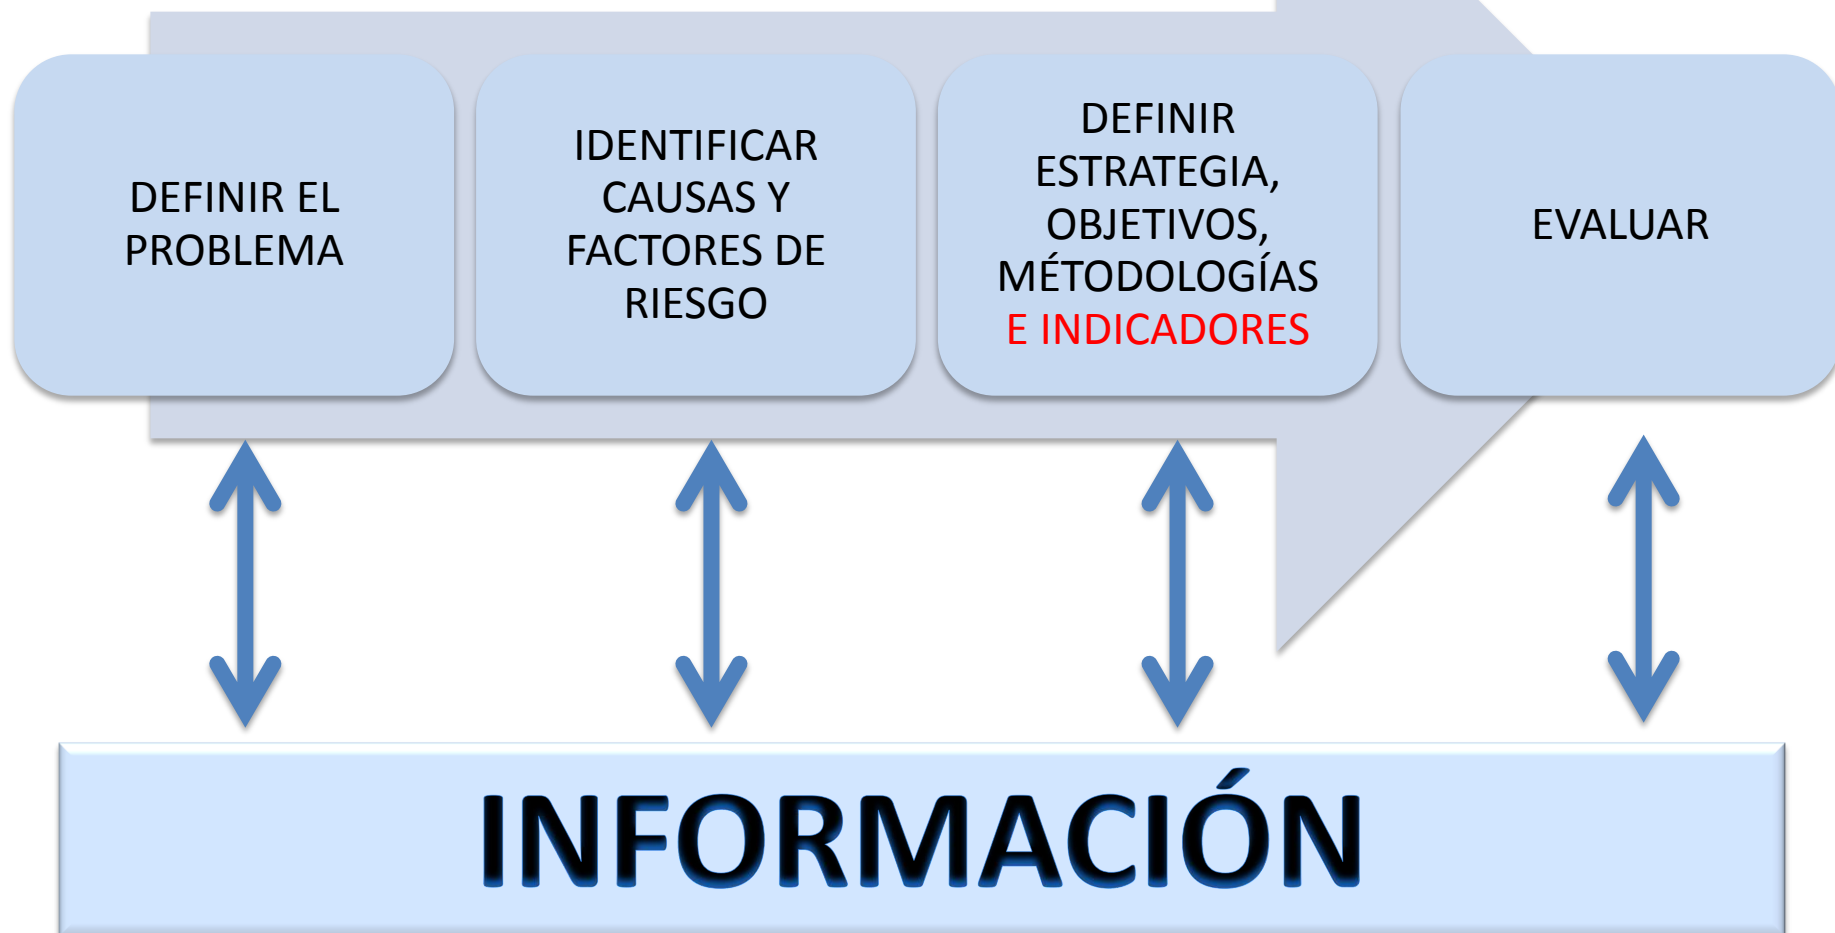 DEFINIR EL
PROBLEMA
IDENTIFICAR
CAUSAS Y
FACTORES DE
RIESGO
DEFINIR
ESTRATEGIA,
OBJETIVOS,
MÉTODOLOGÍAS
E INDICADORES
EVALUAR
INFORMACIÓN